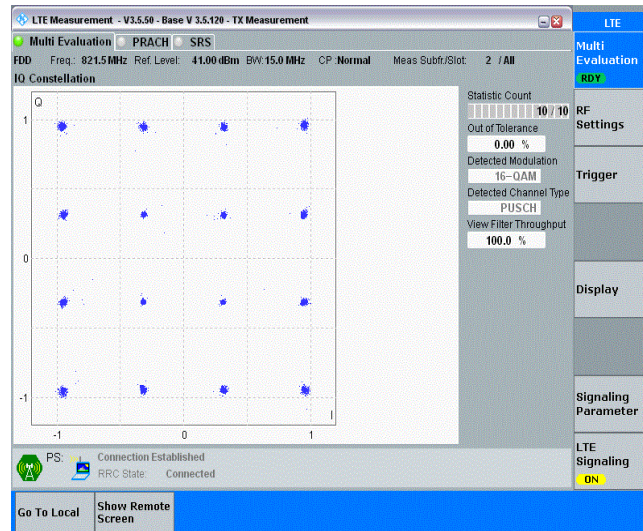 LTE Measurement - V3.5.50 - Base V 3.5.120 - TX Measurement
LTE
Multi Evaluation PRACH SRS
Multi
Evaluation
RDY
FDD Freq.: 821.5 MHz Ref. Level: 41.00 dBm BW: 15.0 MHz CP: Normal Meas Subfr./Slot: 2 / All
IQ Constellation
Q
1
0
-1
-1
0
1
I
Statistic Count
10 / 10
Out of Tolerance
0.00 %
Detected Modulation
16-QAM
Detected Channel Type
PUSCH
View Filter Throughput
100.0 %
RF
Settings
Trigger
Display
Signaling
Parameter
LTE
Signaling
ON
PS: Connection Established
RRC State: Connected
Go To Local
Show Remote
Screen